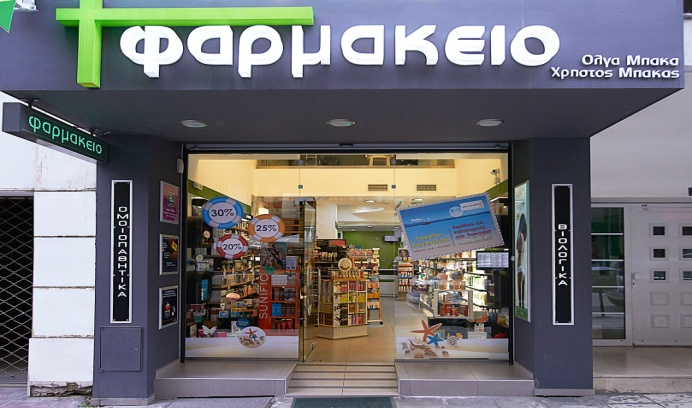 φαρμακειο
Ολγα Μπακα
Χρηστος Μπακας
φαρμακειο
ΟΜΟΙΟΠΑΘΗΤΙΚΑ
ΒΙΟΛΟΓΙΚΑ
30%
25%
20%